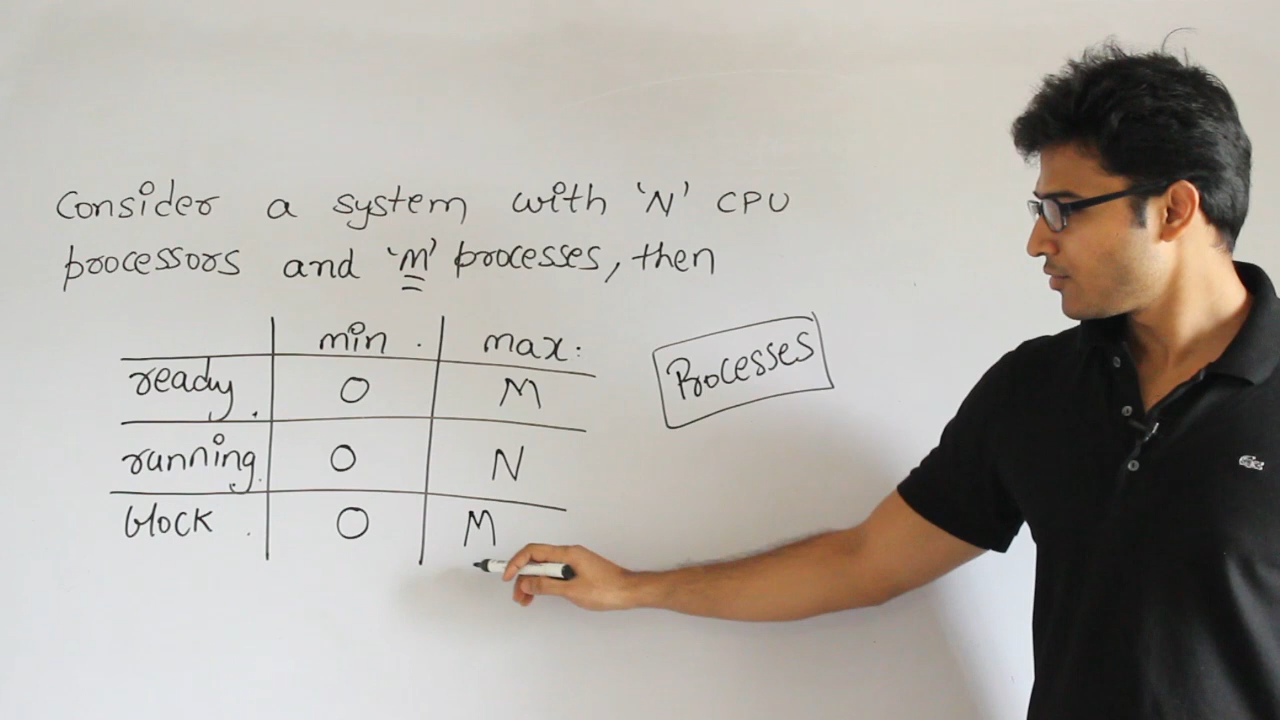 Consider a system with 'N' CPU
processors and 'M' processes, then
min. max:
ready. 0 M
running. 0 N
block. 0 M
Processes